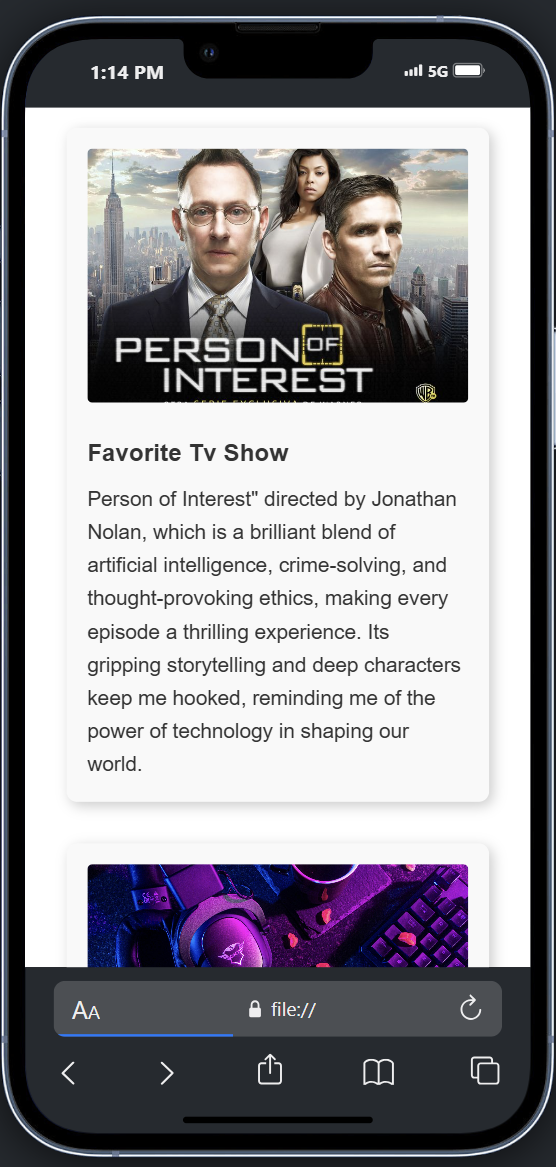 1:14 PM
5G
PERSON OF
INTEREST
Favorite Tv Show
Person of Interest" directed by Jonathan
Nolan, which is a brilliant blend of
artificial intelligence, crime-solving, and
thought-provoking ethics, making every
episode a thrilling experience. Its
gripping storytelling and deep characters
keep me hooked, reminding me of the
power of technology in shaping our
world.
AA
file://